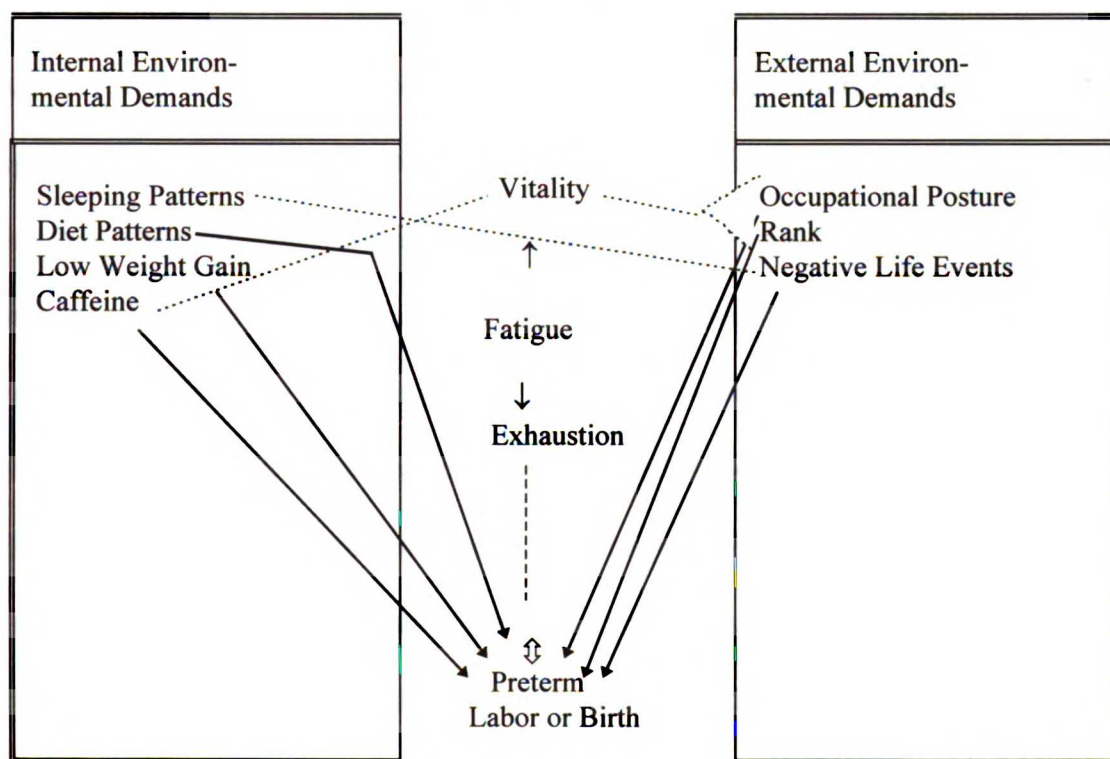 Internal Environ-
mental Demands
External Environ-
mental Demands
Sleeping Patterns
Diet Patterns
Low Weight Gain
Caffeine
Vitality
Fatigue
Exhaustion
Preterm
Labor or Birth
Occupational Posture
Rank
Negative Life Events